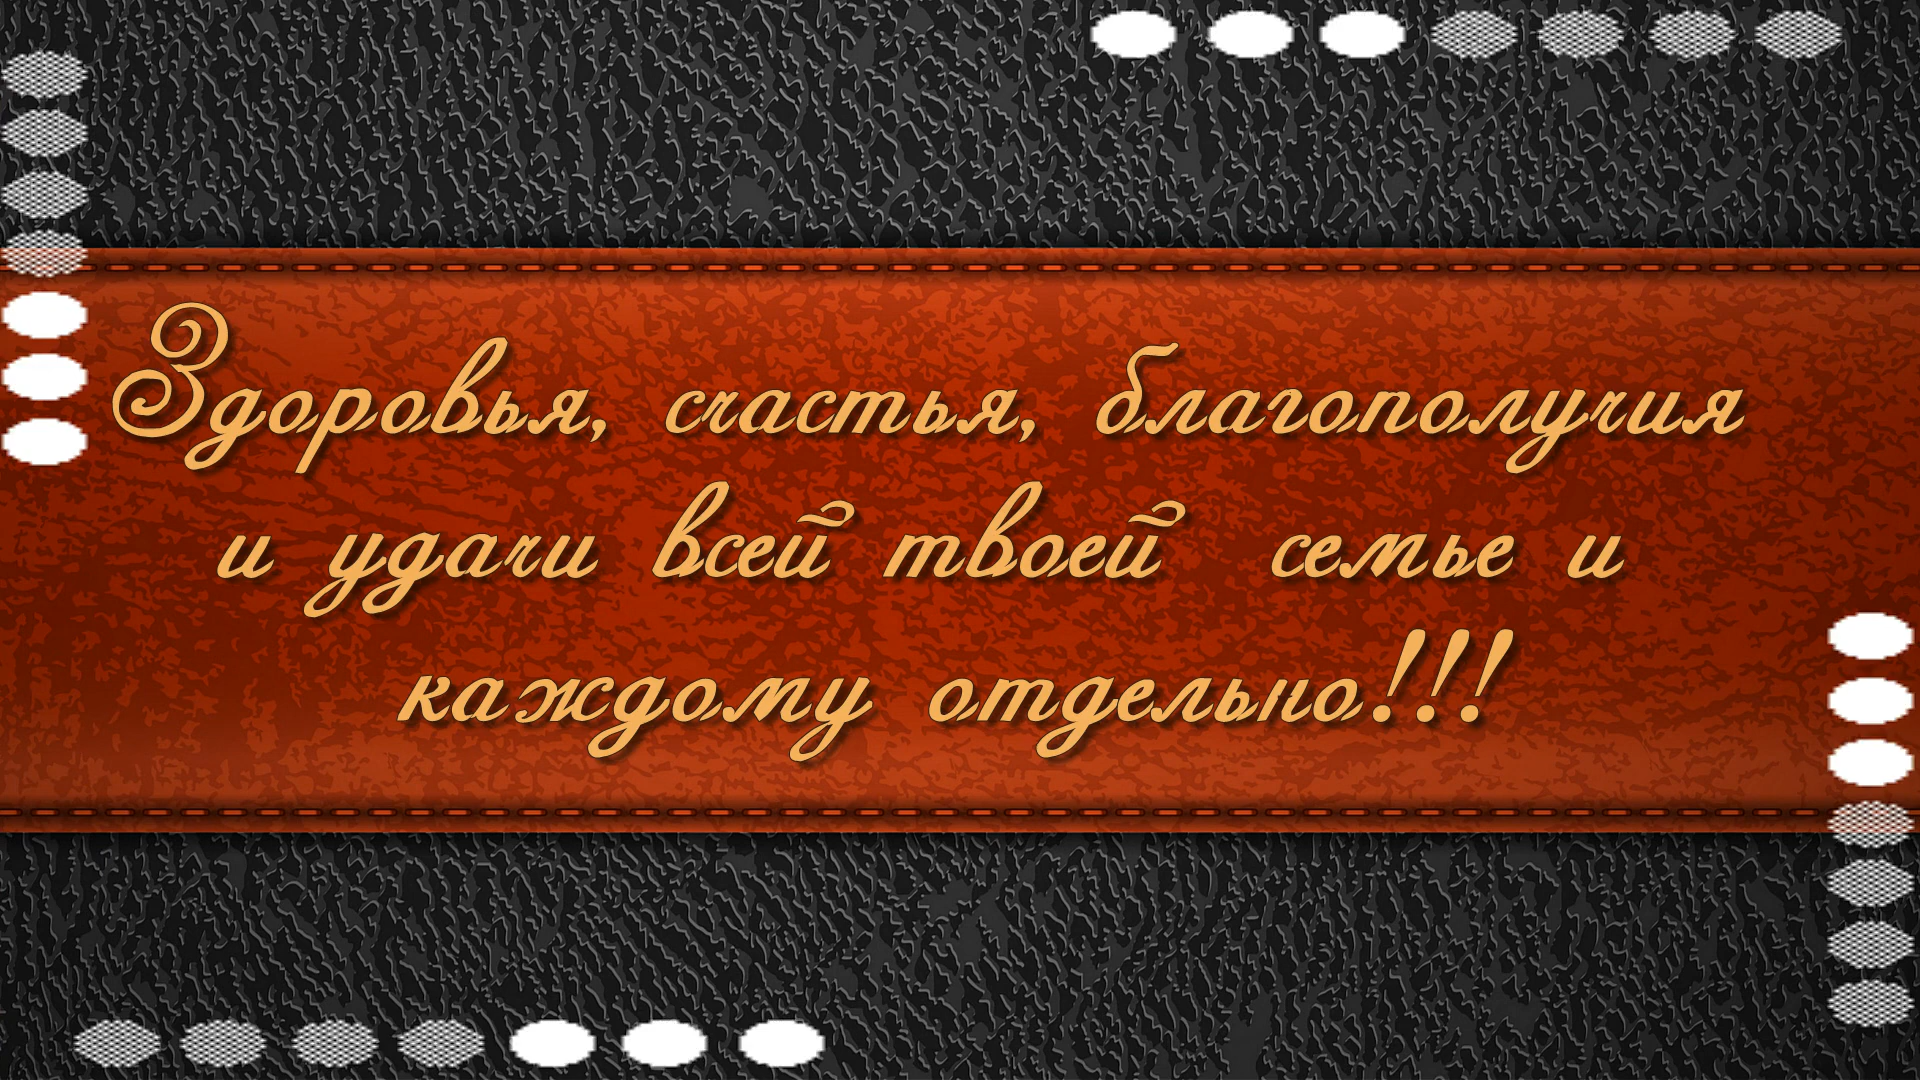 Здоровья, счастья, благополучия
и удачи всей твоей семье и
каждому отдельно!!!